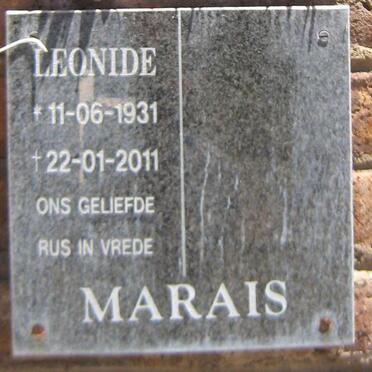 LEONIDE
* 11-06-1931
† 22-01-2011
ONS GELIEFDE
RUS IN VREDE
MARAIS